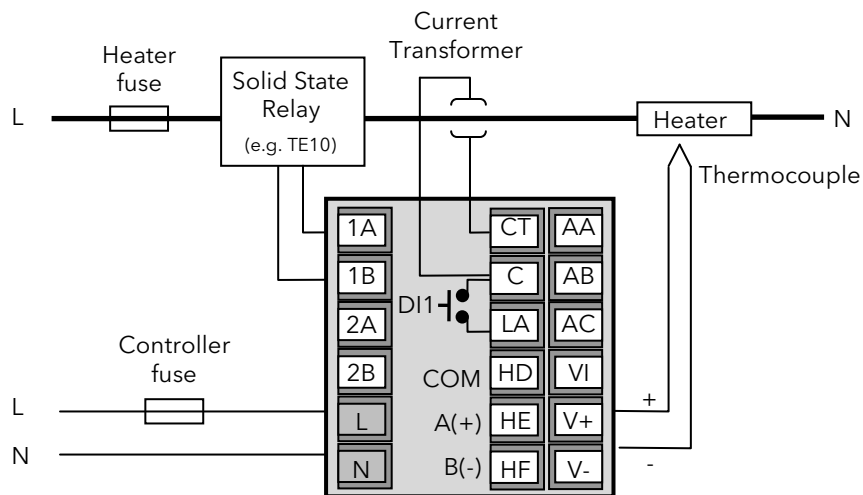 Current
Transformer
Heater
fuse
Solid State
Relay
(e.g. TE10)
L
Heater
N
Thermocouple
1A
CT
AA
1B
C
AB
DI1
2A
LA
AC
Controller
fuse
2B
COM
HD
VI
L
L
A(+)
HE
V+
+
N
N
B(-)
HF
V-
-